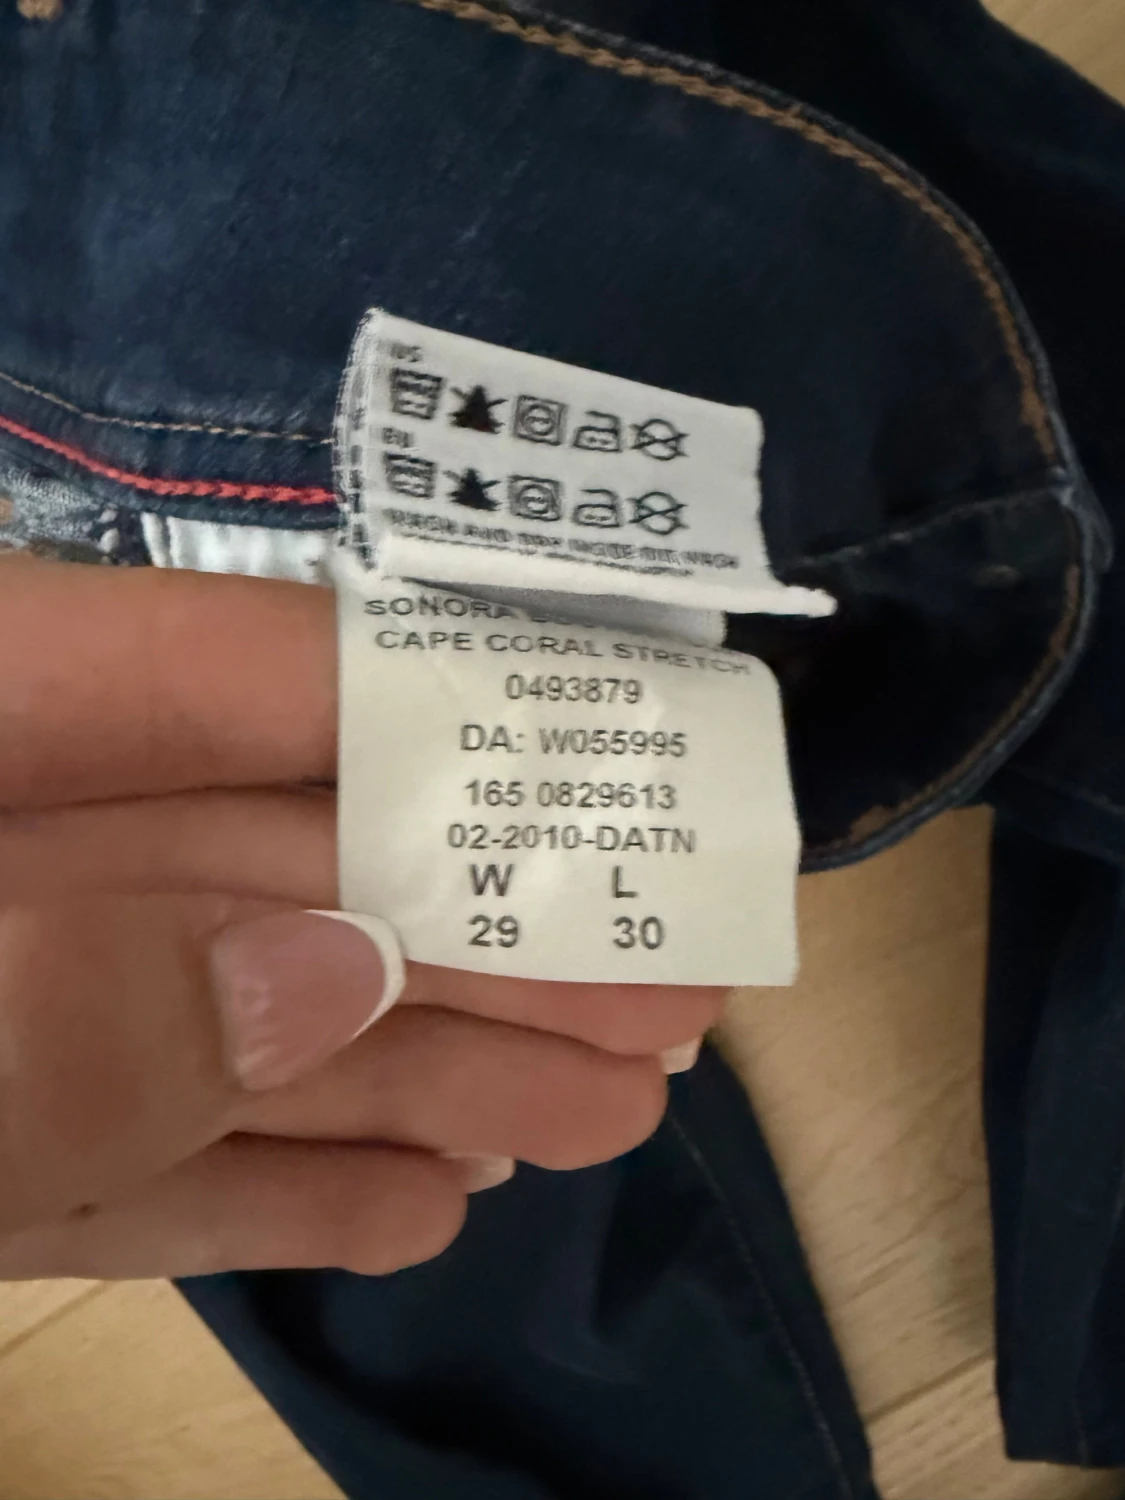 US
EU
SONORA
CAPE CORAL STRETCH
0493879
DA: W055995
165 0829613
02-2010-DATN
W L
29 30